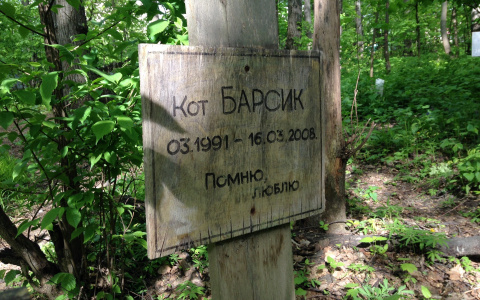 Кот БАРСИК
03.1991 - 16.03.2008.
Помню,
люблю